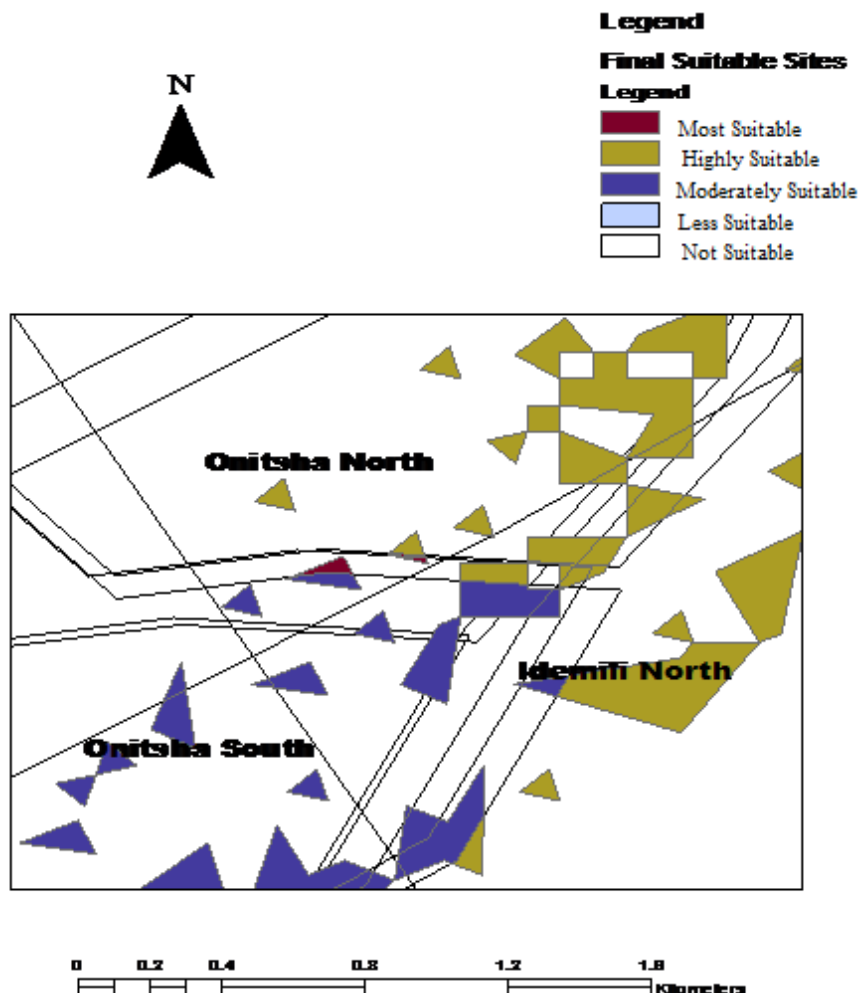 Legend
Final Suitable Sites
Legend
N
Most Suitable
Highly Suitable
Moderately Suitable
Less Suitable
Not Suitable
Onitsha North
Idemili North
Onitsha South
0 0.2 0.4 0.8 1.2 1.6
Kilometers